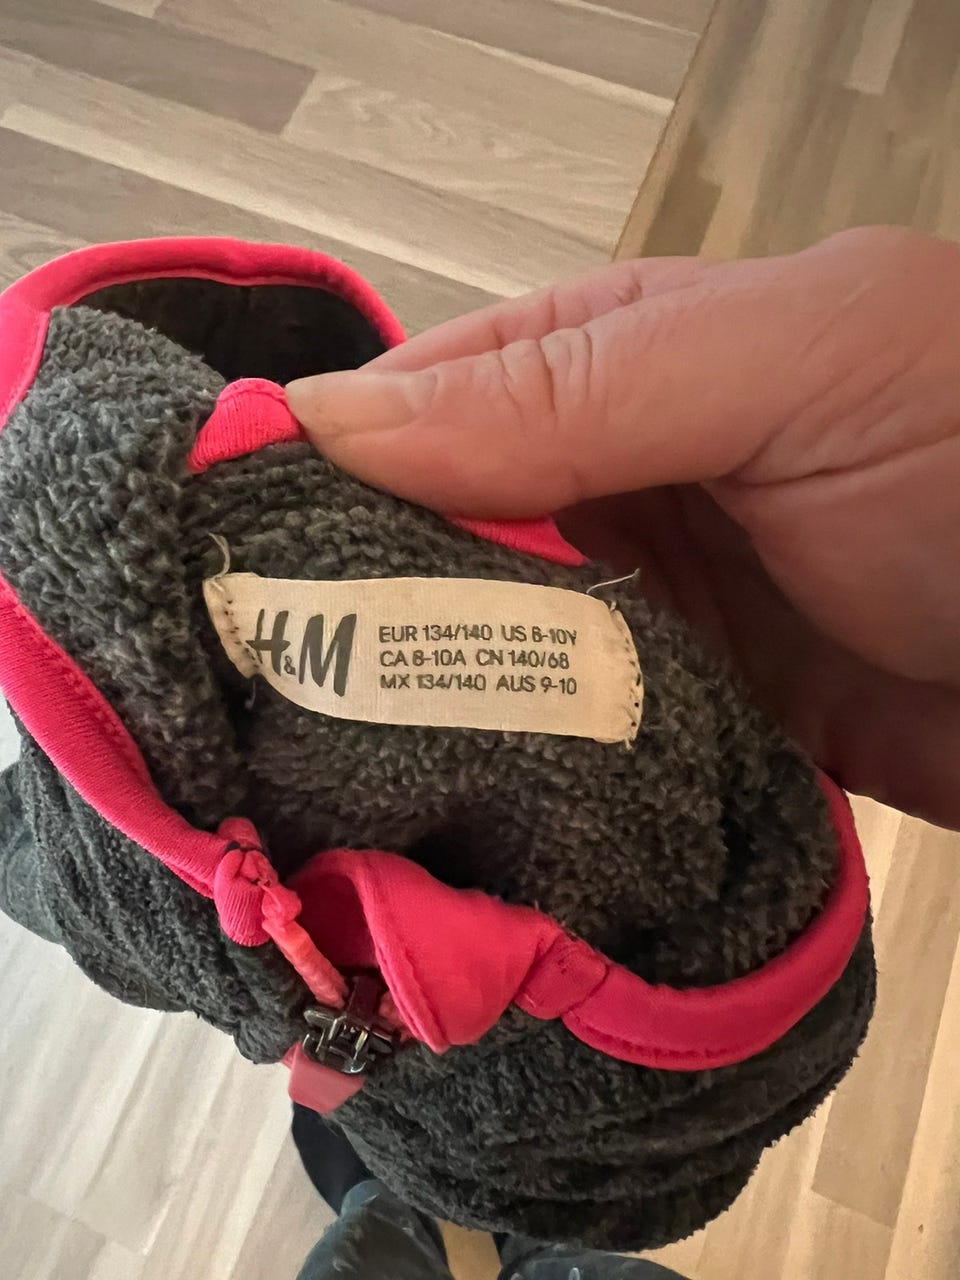 H&M
EUR 134/140 US 8-10Y
CA 8-10A CN 140/68
MX 134/140 AUS 9-10